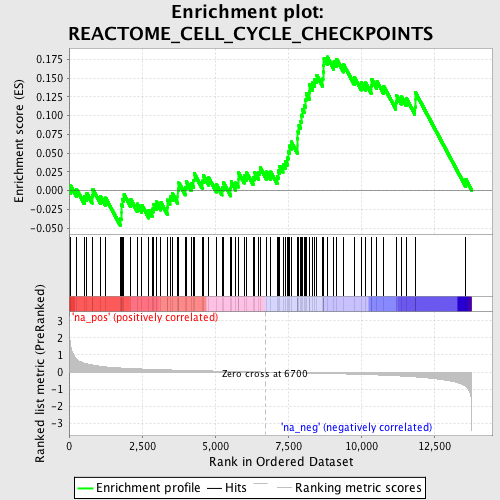 Enrichment plot:
REACTOME_CELL_CYCLE_CHECKPOINTS
Enrichment score (ES)
0.175
0.150
0.125
0.100
0.075
0.050
0.025
0.000
-0.025
-0.050
'na_pos' (positively correlated)
Ranked list metric (PreRanked)
3
2
1
0
-1
-2
-3
Zero cross at 6700
'na_neg' (negatively correlated)
0 2,500 5,000 7,500 10,000 12,500
Rank in Ordered Dataset
Enrichment profile Hits Ranking metric scores